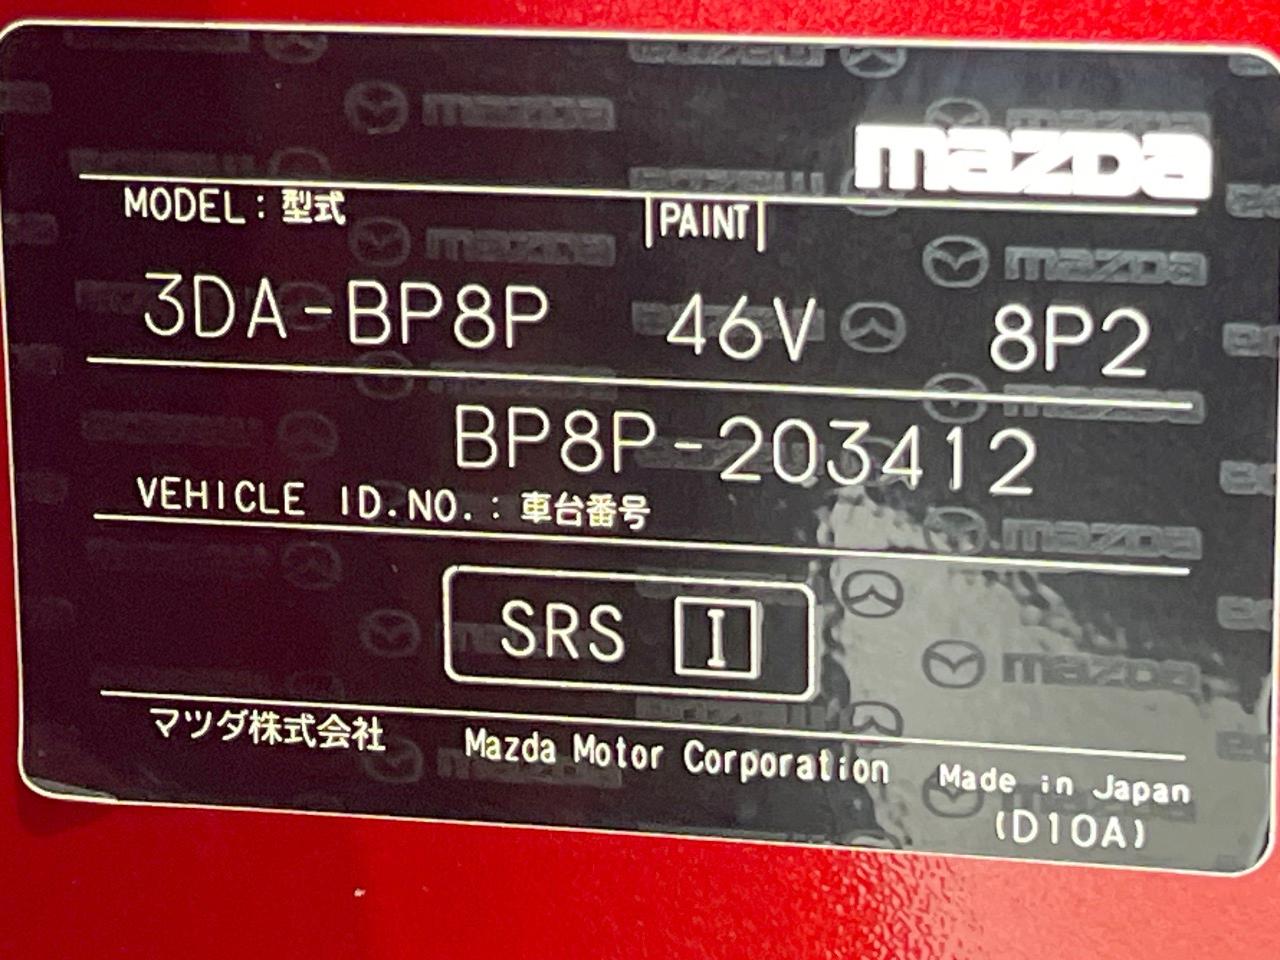 mazda
MODEL : 型式 PAINT
3DA-BP8P 46V 8P2
BP8P-203412
VEHICLE ID.NO. : 車台番号
SRS I
マツダ株式会社 Mazda Motor Corporation Made in Japan
(D10A)